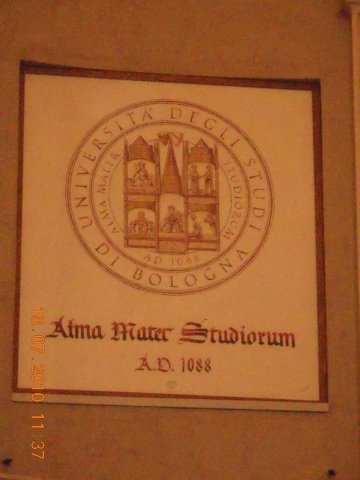 UNIVERSITÀ DEGLI STUDI
DI BOLOGNA
ALMA MATER STUDIORUM
AD 1088
Alma Mater Studiorum
A.D. 1088
18.07.2010 11:37